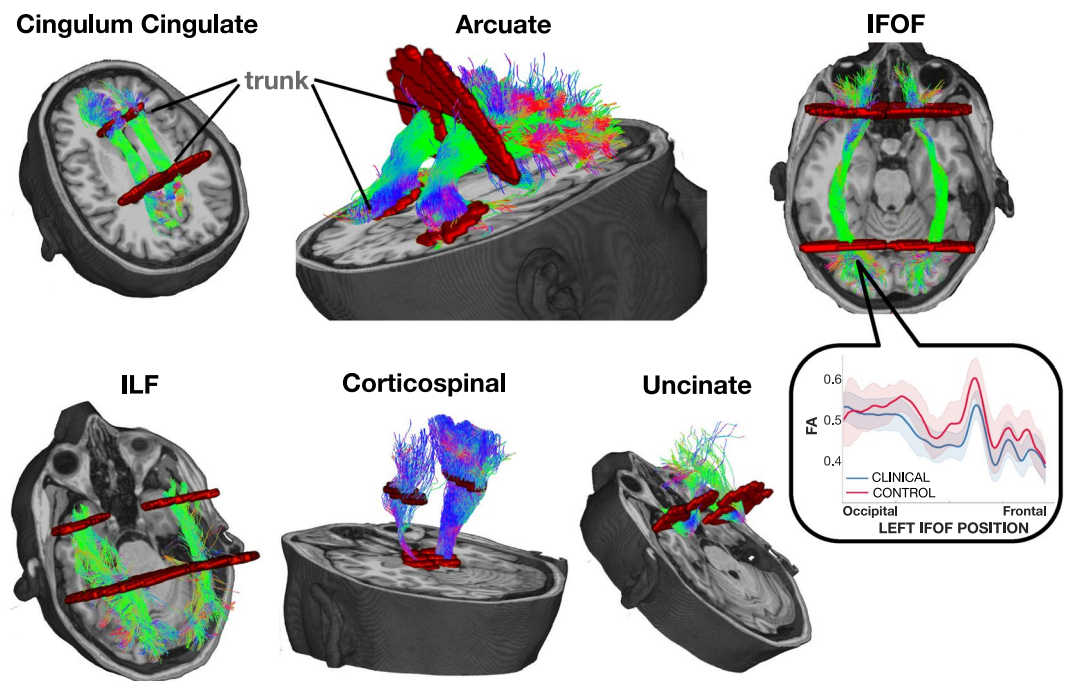 Cingulum Cingulate
Arcuate
IFOF
trunk
ILF
Corticospinal
Uncinate
0.6
0.5
0.4
FA
CLINICAL
CONTROL
Occipital
Frontal
LEFT IFOF POSITION